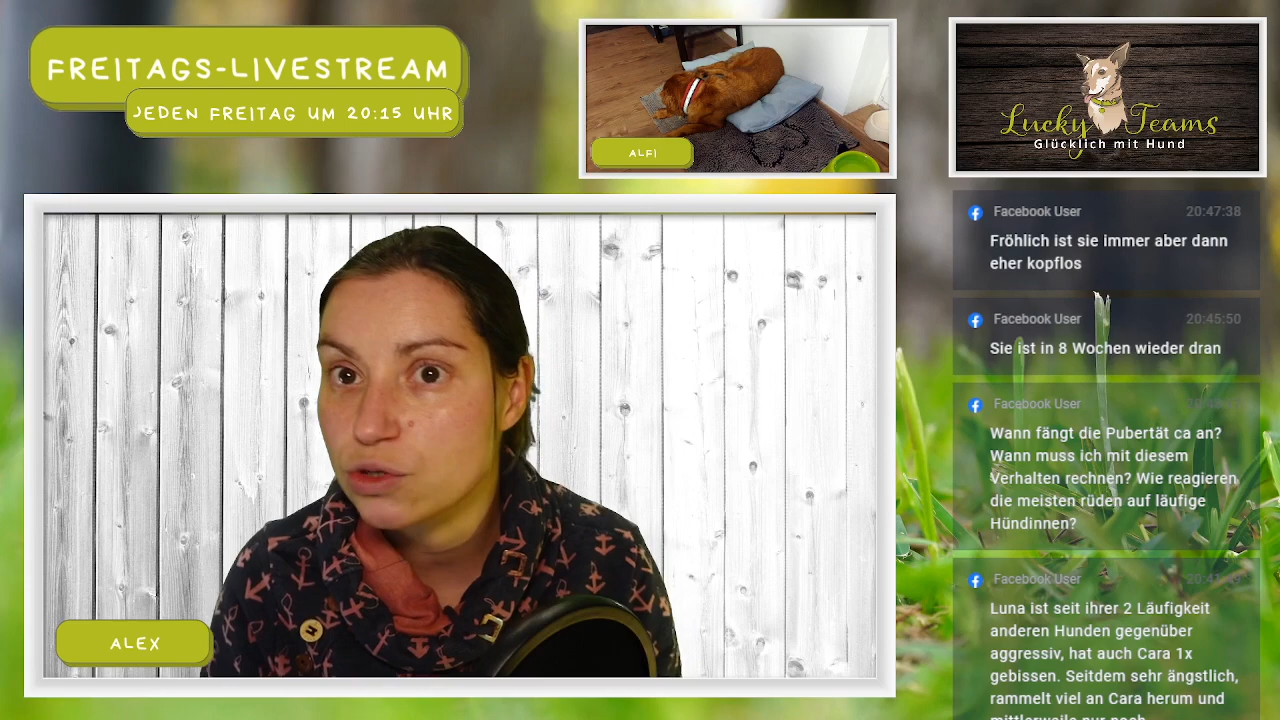 FREITAGS-LIVESTREAM
JEDEN FREITAG UM 20:15 UHR
ALFI
Lucky Teams
Glücklich mit Hund
ALEX
Facebook User 20:47:38
Fröhlich ist sie immer aber dann
eher kopflos
Facebook User 20:45:50
Sie ist in 8 Wochen wieder dran
Facebook User
Wann fängt die Pubertät ca an?
Wann muss ich mit diesem
Verhalten rechnen? Wie reagieren
die meisten rüden auf läufige
Hündinnen?
Facebook User
Luna ist seit ihrer 2 Läufigkeit
anderen Hunden gegenüber
aggressiv, hat auch Cara 1x
gebissen. Seitdem sehr ängstlich,
rammelt viel an Cara herum und
mittlerweile nur noch